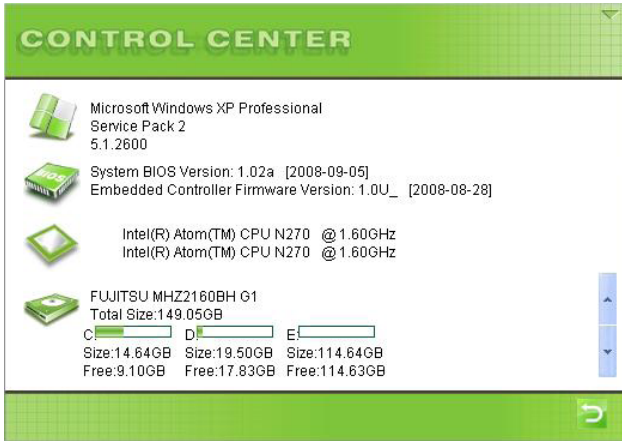 CONTROL CENTER
Microsoft Windows XP Professional
Service Pack 2
5.1.2600
BIOS
System BIOS Version: 1.02a [2008-09-05]
Embedded Controller Firmware Version: 1.0U_ [2008-08-28]
Intel(R) Atom(TM) CPU N270 @ 1.60GHz
Intel(R) Atom(TM) CPU N270 @ 1.60GHz
FUJITSU MHZ2160BH G1
Total Size:149.05GB
C: D: E:
Size:14.64GB Size:19.50GB Size:114.64GB
Free:9.10GB Free:17.83GB Free:114.63GB